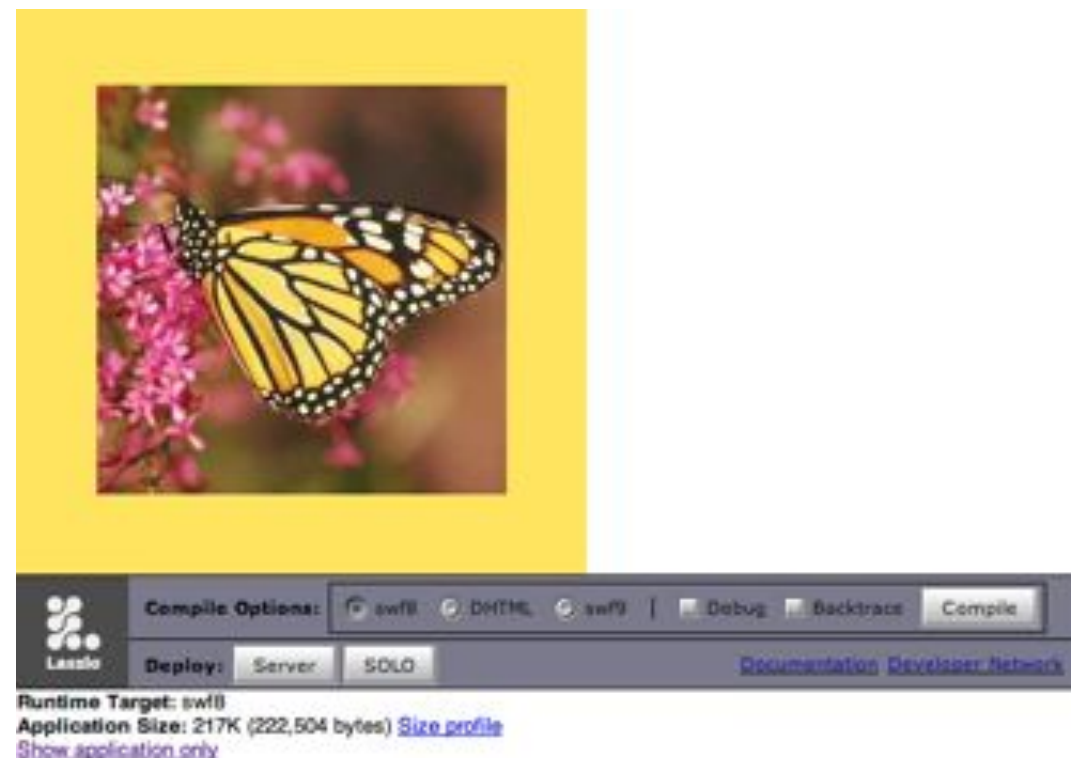 Compile Options: swf8 DHTML swf9 | Debug Backtrace Compile
Laszlo
Deploy: Server SOLO Documentation Developer Network
Runtime Target: swf8
Application Size: 217K (222,504 bytes) Size profile
Show application only